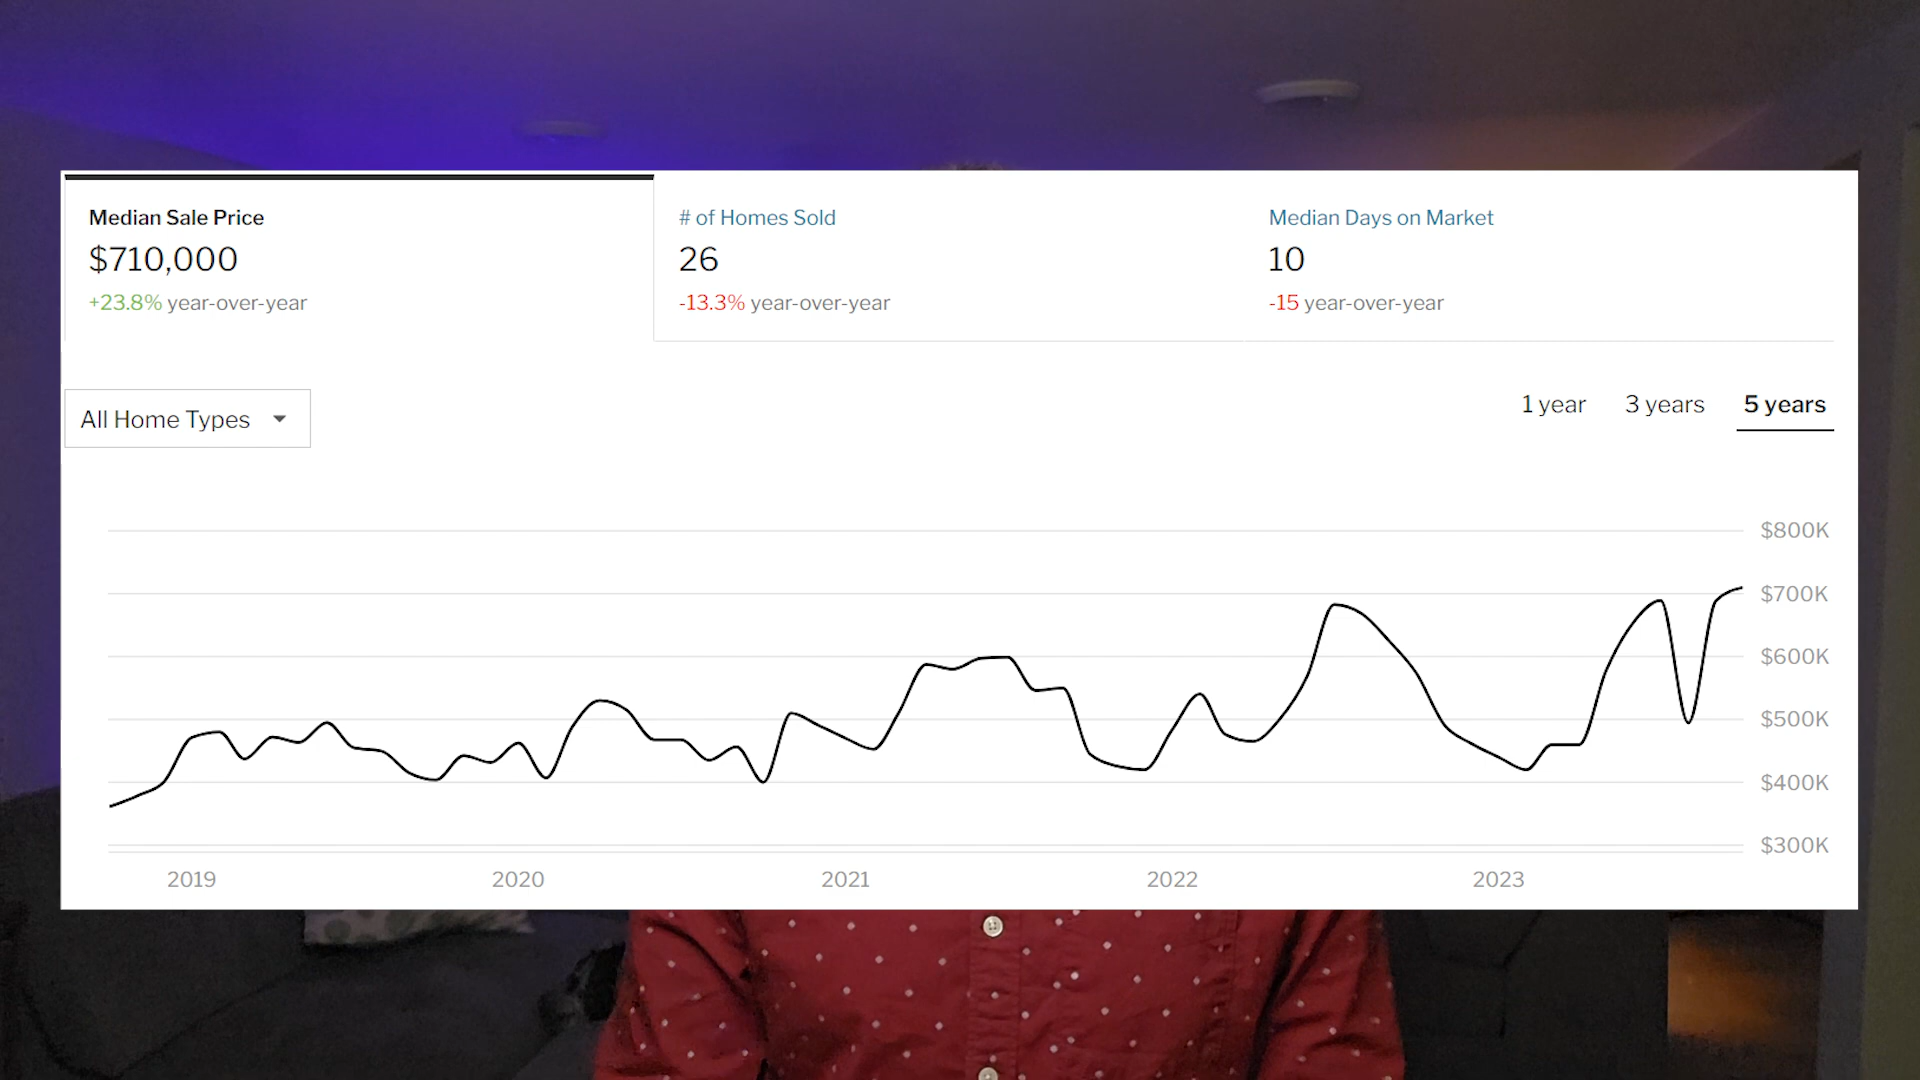 Median Sale Price
$710,000
+23.8% year-over-year
# of Homes Sold
26
-13.3% year-over-year
Median Days on Market
10
-15 year-over-year
All Home Types
1 year
3 years
5 years
$800K
$700K
$600K
$500K
$400K
$300K
2019
2020
2021
2022
2023